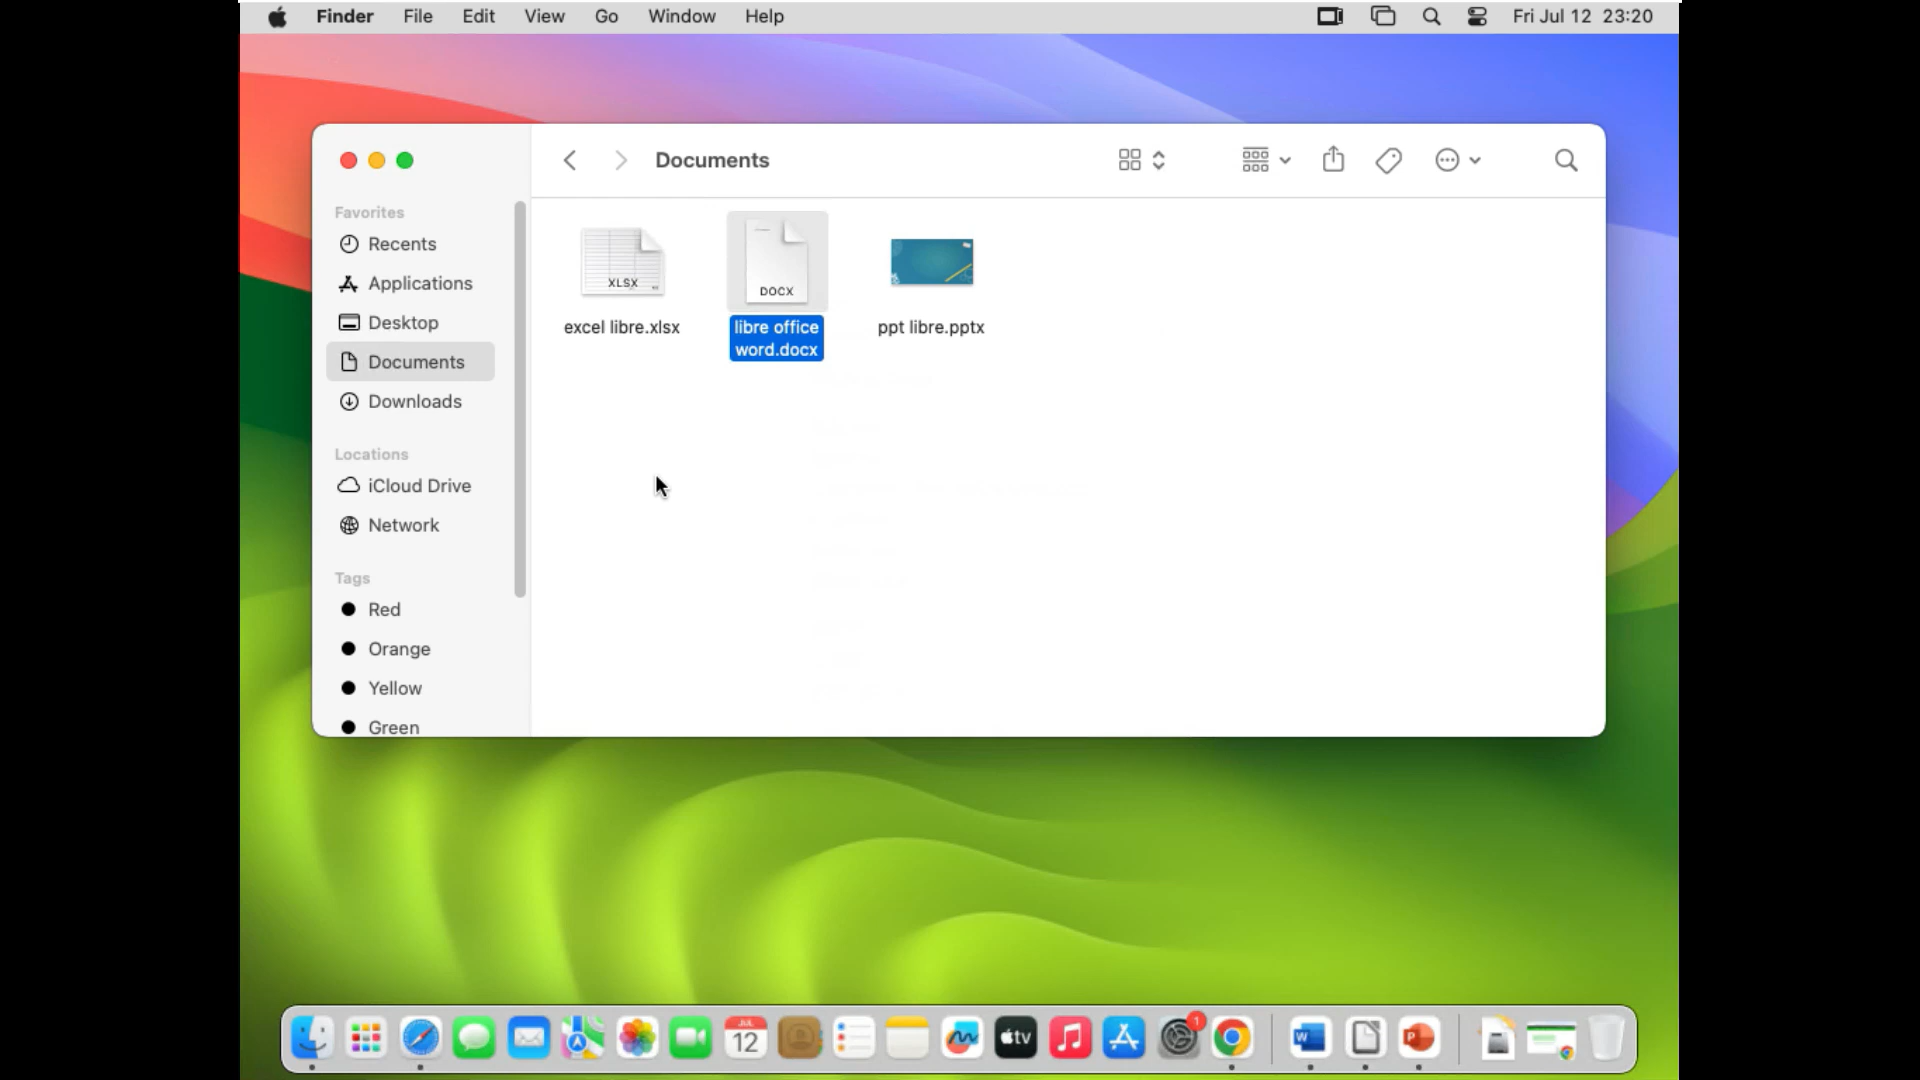 Finder File Edit View Go Window Help Fri Jul 12 23:20
Documents
Favorites
Recents
Applications
Desktop
Documents
Downloads
Locations
iCloud Drive
Network
Tags
Red
Orange
Yellow
Green
XLSX
excel libre.xlsx
DOCX
libre office
word.docx
ppt libre.pptx
JUL
12
tv
1
W
P